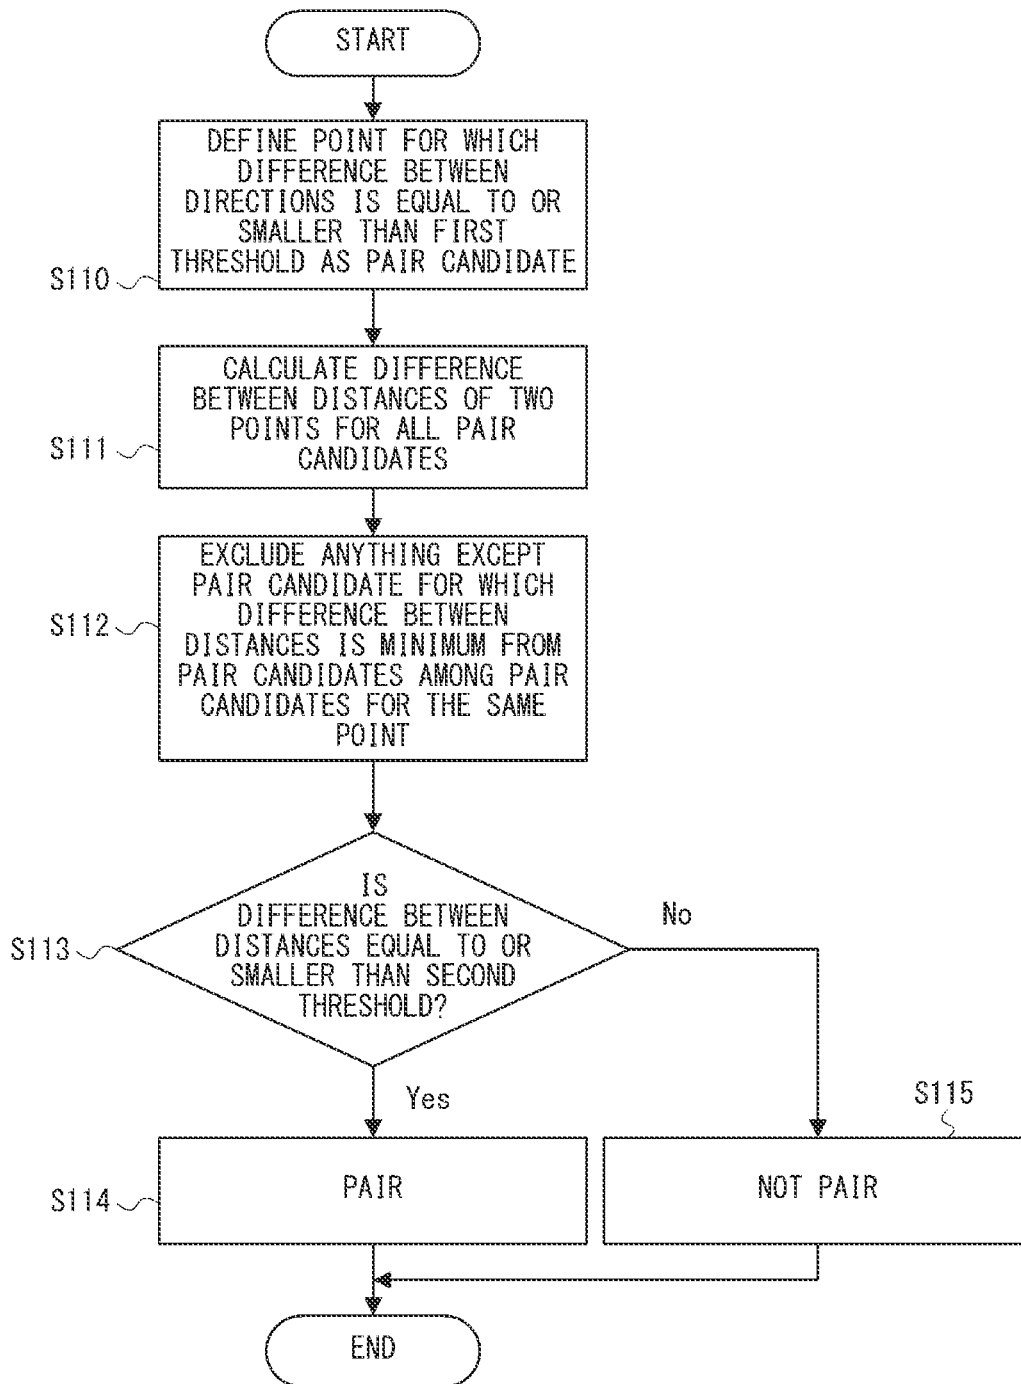 START
DEFINE POINT FOR WHICH
DIFFERENCE BETWEEN
DIRECTIONS IS EQUAL TO OR
SMALLER THAN FIRST
THRESHOLD AS PAIR CANDIDATE
S110
CALCULATE DIFFERENCE
BETWEEN DISTANCES OF TWO
POINTS FOR ALL PAIR
CANDIDATES
S111
EXCLUDE ANYTHING EXCEPT
PAIR CANDIDATE FOR WHICH
DIFFERENCE BETWEEN
DISTANCES IS MINIMUM FROM
PAIR CANDIDATES AMONG PAIR
CANDIDATES FOR THE SAME
POINT
S112
IS
DIFFERENCE BETWEEN
DISTANCES EQUAL TO OR
SMALLER THAN SECOND
THRESHOLD?
S113
No
Yes
S115
PAIR
S114
NOT PAIR
END